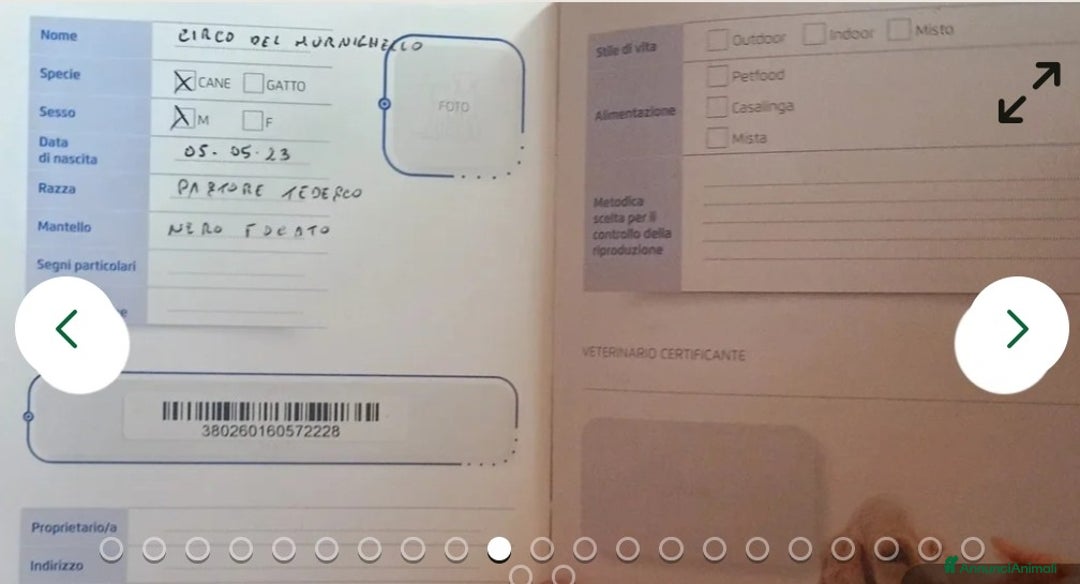 Nome CIRCO DEL MURNIGHELLO
Specie CANE GATTO
FOTO
Sesso M F
Data
di nascita 05.05.23
Razza PASTORE TEDESCO
Mantello NERO FOCATO
Segni particolari
e
380260160572228
Proprietario/a
Indirizzo
Stile di vita Outdoor Indoor Misto
Alimentazione Petfood
Casalinga
Mista
Metodica
scelta per il
controllo della
riproduzione
VETERINARIO CERTIFICANTE
AnnunciAnimali